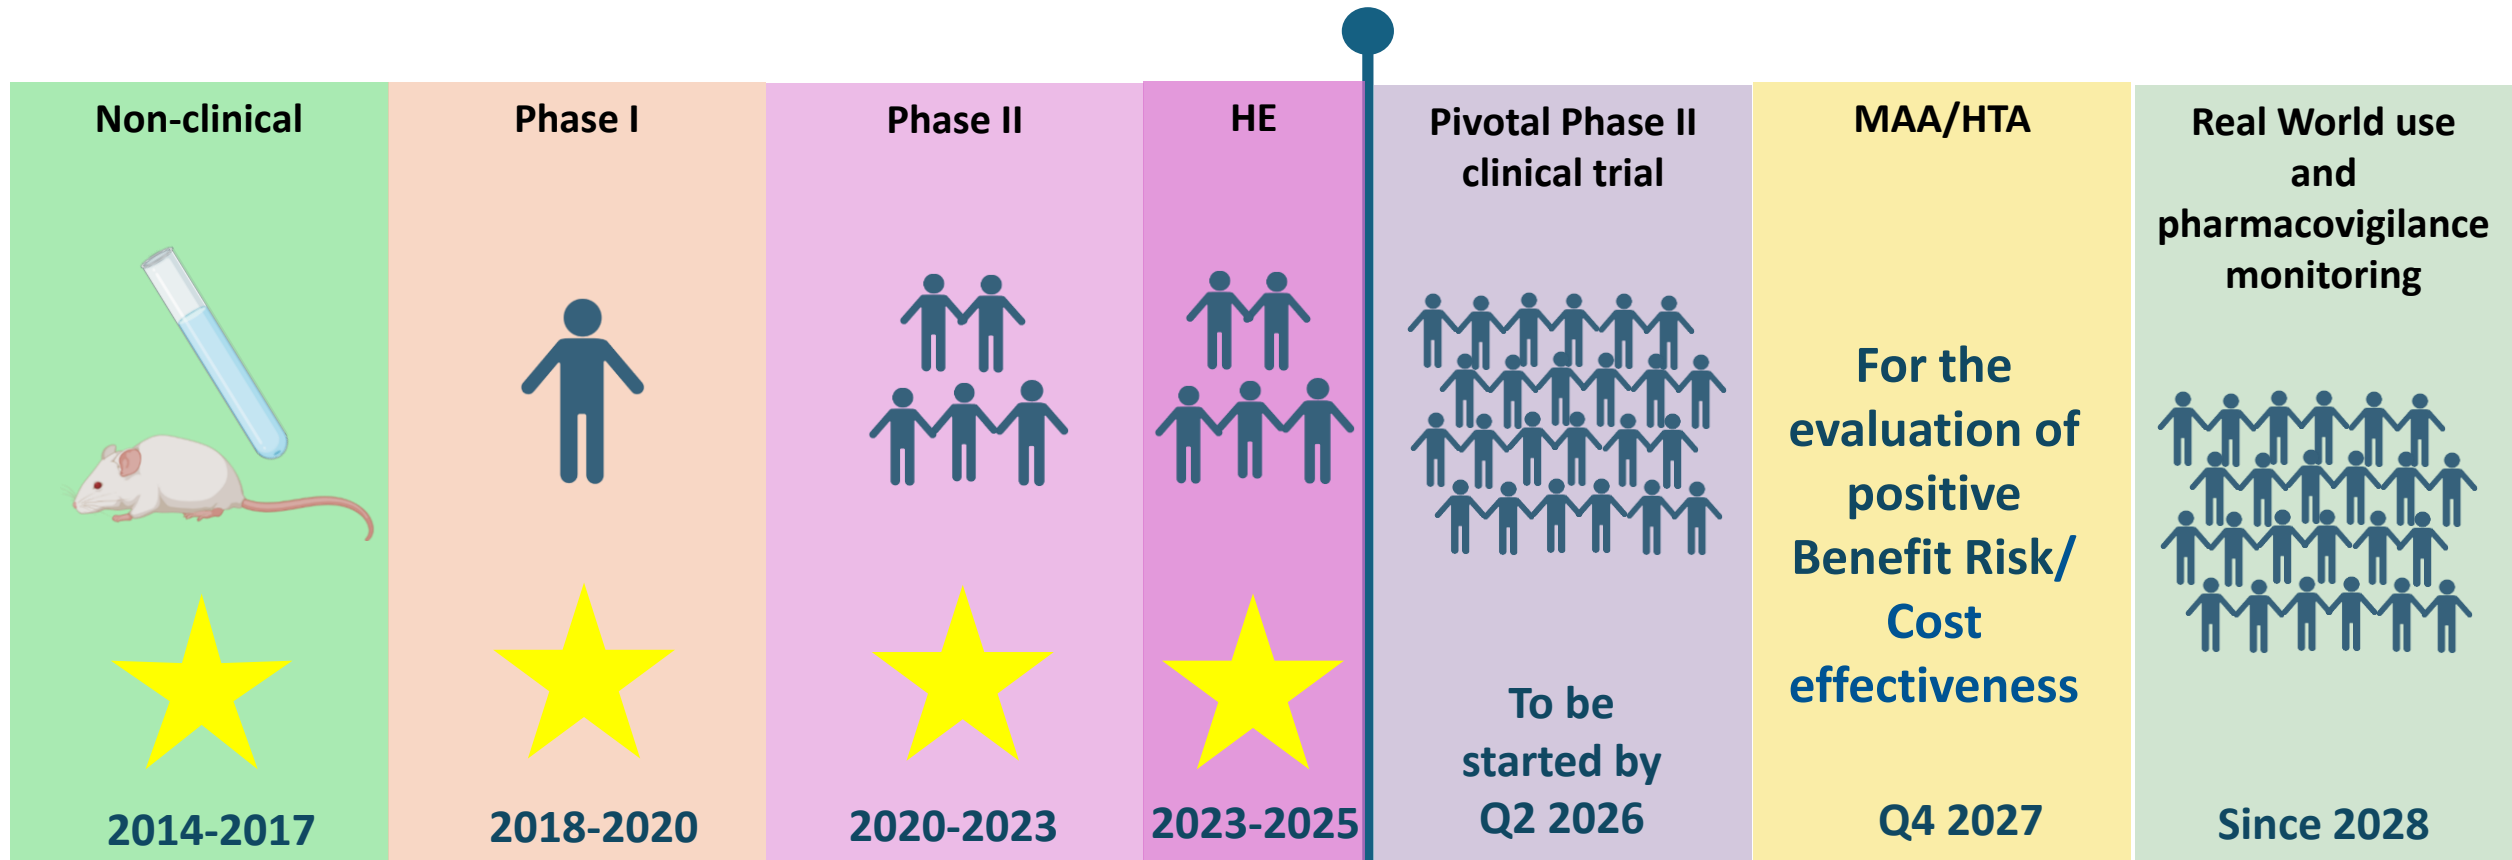 Non-clinical
2014-2017
Phase I
2018-2020
Phase II
2020-2023
HE
2023-2025
Pivotal Phase II
clinical trial
To be
started by
Q2 2026
MAA/HTA
For the
evaluation of
positive
Benefit Risk/
Cost
effectiveness
Q4 2027
Real World use
and
pharmacovigilance
monitoring
Since 2028